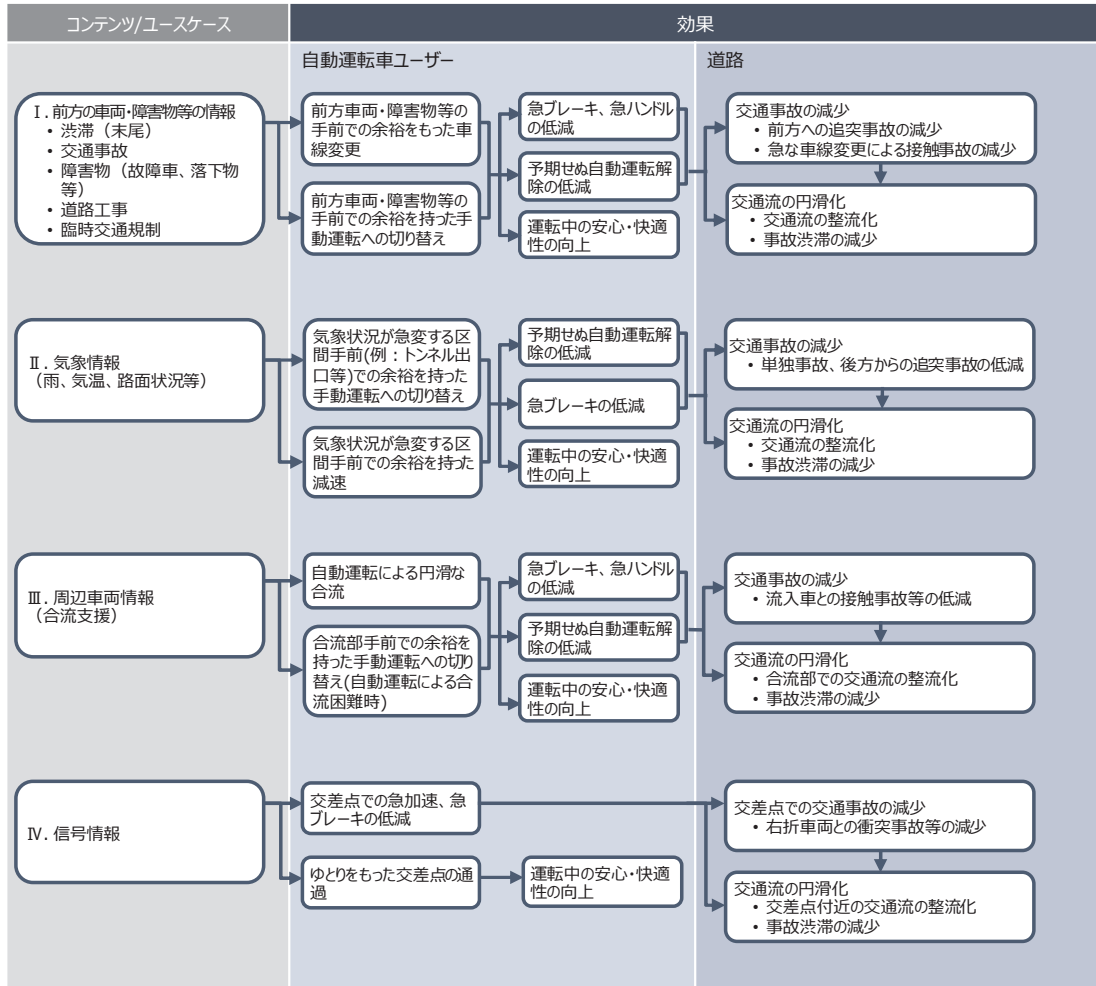 コンテンツ/ユースケース
効果
自動運転車ユーザー
道路
Ⅰ. 前方の車両・障害物等の情報
• 渋滞（末尾）
• 交通事故
• 障害物（故障車、落下物
等）
• 道路工事
• 臨時交通規制
前方車両・障害物等の
手前での余裕をもった車
線変更
前方車両・障害物等の
手前での余裕を持った手
動運転への切り替え
急ブレーキ、急ハンドル
の低減
予期せぬ自動運転解
除の低減
運転中の安心・快適
性の向上
交通事故の減少
• 前方への追突事故の減少
• 急な車線変更による接触事故の減少
交通流の円滑化
• 交通流の整流化
• 事故渋滞の減少
Ⅱ. 気象情報
（雨、気温、路面状況等）
気象状況が急変する区
間手前(例：トンネル出
口等)での余裕を持った
手動運転への切り替え
気象状況が急変する区
間手前での余裕を持った
減速
予期せぬ自動運転解
除の低減
急ブレーキの低減
運転中の安心・快適
性の向上
交通事故の減少
• 単独事故、後方からの追突事故の低減
交通流の円滑化
• 交通流の整流化
• 事故渋滞の減少
Ⅲ. 周辺車両情報
（合流支援）
自動運転による円滑な
合流
合流部手前での余裕を
持った手動運転への切り
替え(自動運転による合
流困難時)
急ブレーキ、急ハンドル
の低減
予期せぬ自動運転解
除の低減
運転中の安心・快適
性の向上
交通事故の減少
• 流入車との接触事故等の低減
交通流の円滑化
• 合流部での交通流の整流化
• 事故渋滞の減少
Ⅳ. 信号情報
交差点での急加速、急
ブレーキの低減
ゆとりをもった交差点の通
過
運転中の安心・快適
性の向上
交差点での交通事故の減少
• 右折車両との衝突事故等の減少
交通流の円滑化
• 交差点付近の交通流の整流化
• 事故渋滞の減少